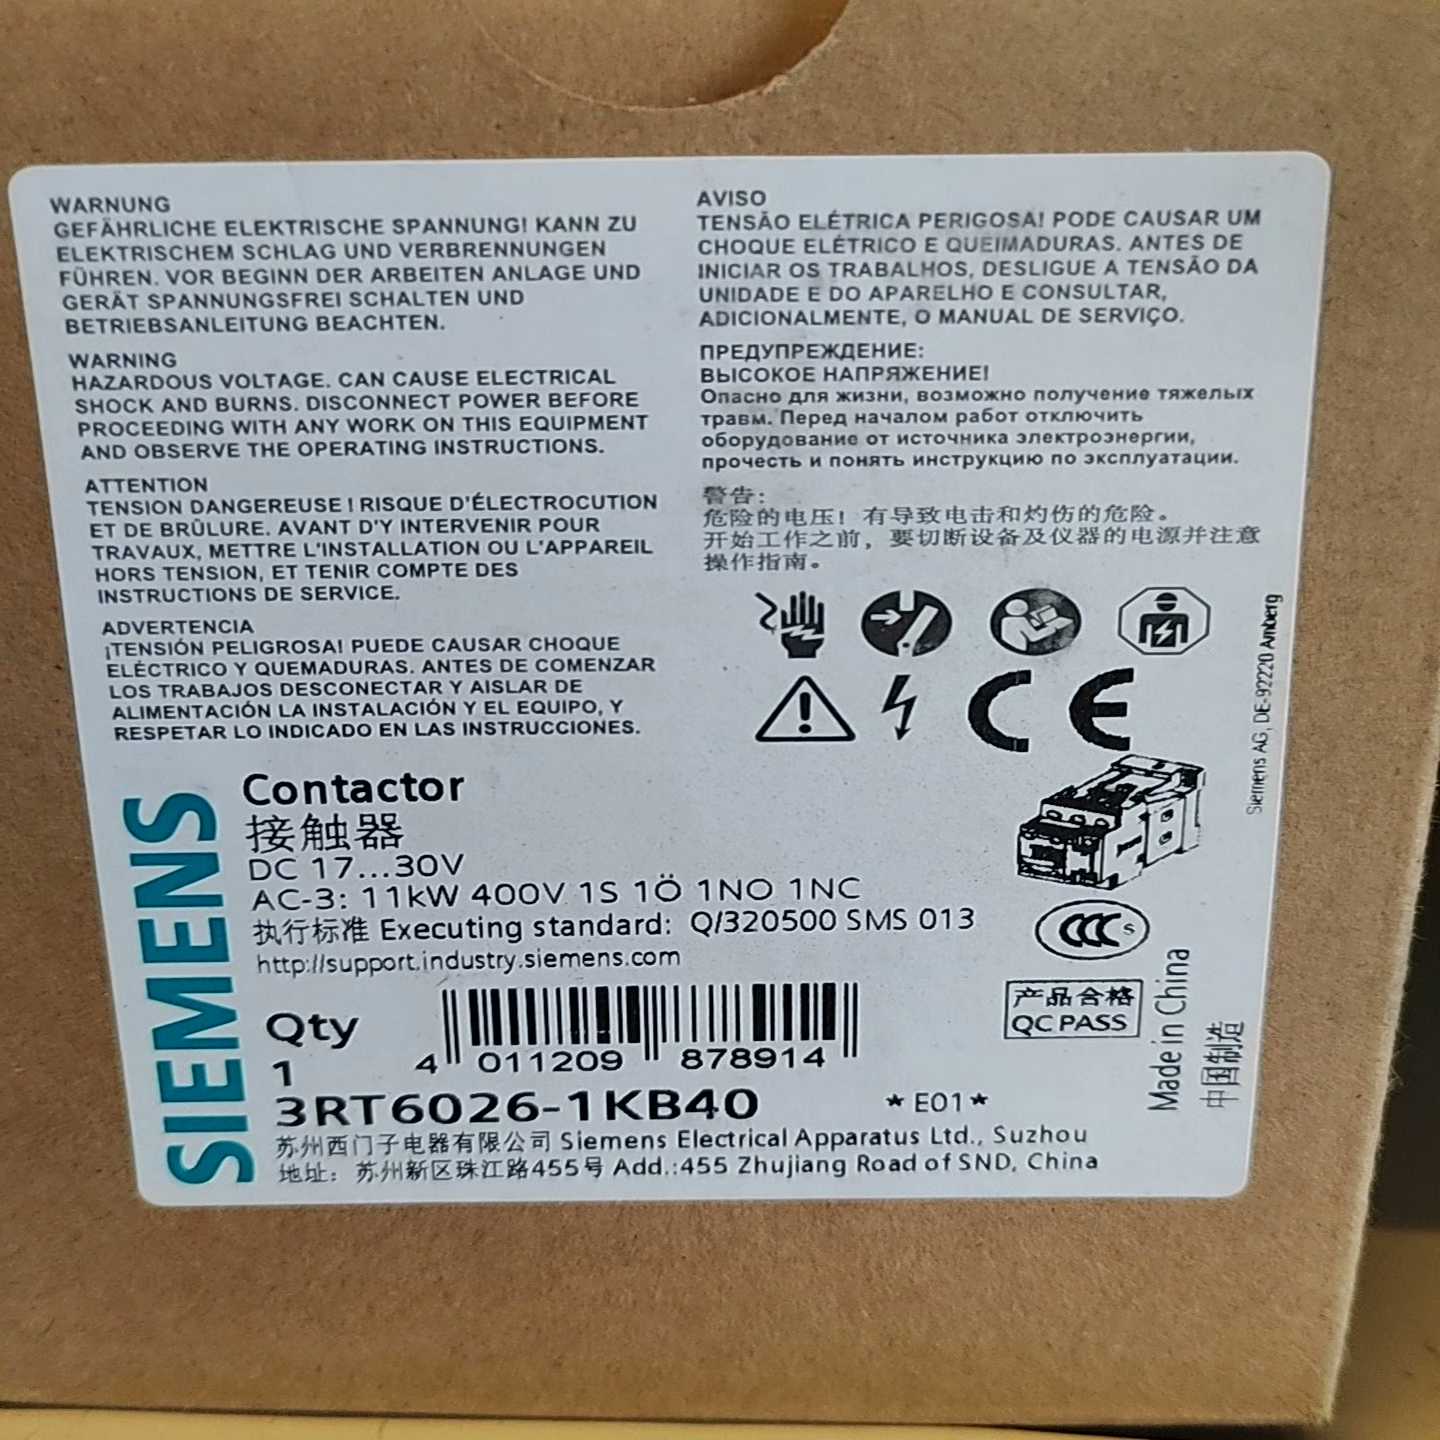 WARNUNG
GEFÄHRLICHE ELEKTRISCHE SPANNUNG! KANN ZU
ELEKTRISCHEM SCHLAG UND VERBRENNUNGEN
FÜHREN. VOR BEGINN DER ARBEITEN ANLAGE UND
GERÄT SPANNUNGSFREI SCHALTEN UND
BETRIEBSANLEITUNG BEACHTEN.
WARNING
HAZARDOUS VOLTAGE. CAN CAUSE ELECTRICAL
SHOCK AND BURNS. DISCONNECT POWER BEFORE
PROCEEDING WITH ANY WORK ON THIS EQUIPMENT
AND OBSERVE THE OPERATING INSTRUCTIONS.
ATTENTION
TENSION DANGEREUSE ! RISQUE D'ÉLECTROCUTION
ET DE BRÛLURE. AVANT D'Y INTERVENIR POUR
TRAVAUX, METTRE L'INSTALLATION OU L'APPAREIL
HORS TENSION, ET TENIR COMPTE DES
INSTRUCTIONS DE SERVICE.
ADVERTENCIA
¡TENSIÓN PELIGROSA! PUEDE CAUSAR CHOQUE
ELÉCTRICO Y QUEMADURAS. ANTES DE COMENZAR
LOS TRABAJOS DESCONECTAR Y AISLAR DE
ALIMENTACIÓN LA INSTALACIÓN Y EL EQUIPO, Y
RESPETAR LO INDICADO EN LAS INSTRUCCIONES.
AVISO
TENSÃO ELÉTRICA PERIGOSA! PODE CAUSAR UM
CHOQUE ELÉTRICO E QUEIMADURAS. ANTES DE
INICIAR OS TRABALHOS, DESLIGUE A TENSÃO DA
UNIDADE E DO APARELHO E CONSULTAR,
ADICIONALMENTE, O MANUAL DE SERVIÇO.
ПРЕДУПРЕЖДЕНИЕ:
ВЫСОКОЕ НАПРЯЖЕНИЕ!
Опасно для жизни, возможно получение тяжелых
травм. Перед началом работ отключить
оборудование от источника электроэнергии,
прочесть и понять инструкцию по эксплуатации.
警告:
危险的电压! 有导致电击和灼伤的危险。
开始工作之前，要切断设备及仪器的电源并注意
操作指南。
CE
Siemens AG, DE-92220 Amberg
SIEMENS
Contactor
接触器
DC 17...30V
AC-3: 11kW 400V 1S 1Ö 1NO 1NC
执行标准 Executing standard: Q/320500 SMS 013
http://support.industry.siemens.com
CCC S
产品合格
QC PASS
Made in China
中国制造
Qty
1
4 011209 878914
3RT6026-1KB40
*E01*
苏州西门子电器有限公司 Siemens Electrical Apparatus Ltd., Suzhou
地址：苏州新区珠江路455号 Add.:455 Zhujiang Road of SND, China